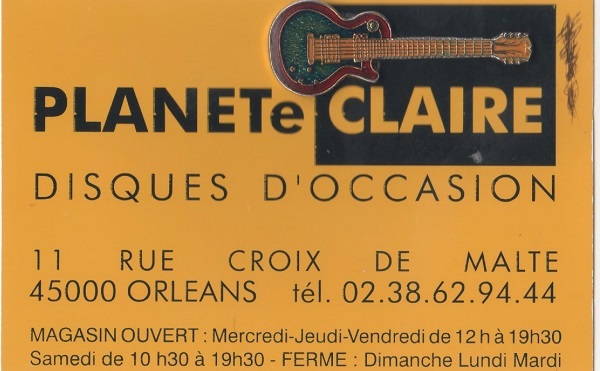 PLANETe CLAIRE
DISQUES D'OCCASION
11 RUE CROIX DE MALTE
45000 ORLEANS tél. 02.38.62.94.44
MAGASIN OUVERT : Mercredi-Jeudi-Vendredi de 12 h à 19h30
Samedi de 10 h30 à 19h30 - FERME : Dimanche Lundi Mardi